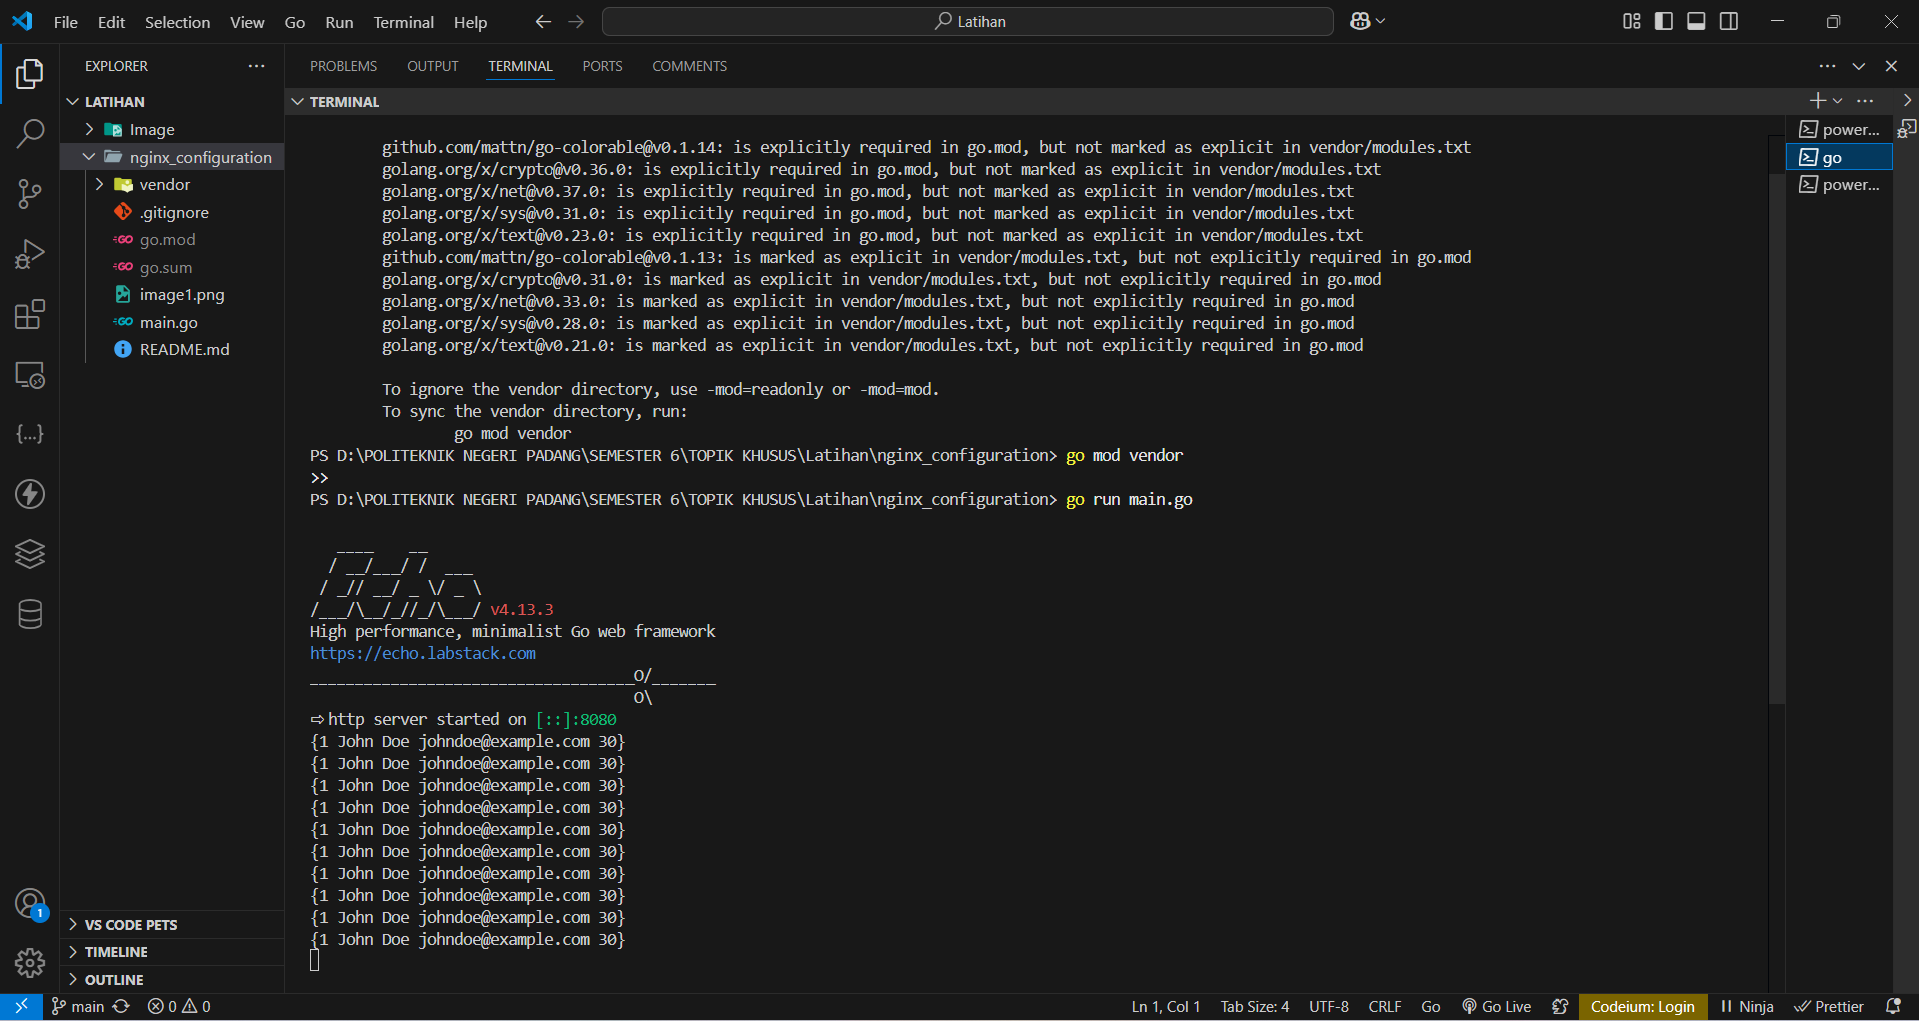 File Edit Selection View Go Run Terminal Help
Latihan
EXPLORER
LATIHAN
Image
nginx_configuration
vendor
.gitignore
go.mod
go.sum
image1.png
main.go
README.md
VS CODE PETS
TIMELINE
OUTLINE
PROBLEMS OUTPUT TERMINAL PORTS COMMENTS
TERMINAL
github.com/mattn/go-colorable@v0.1.14: is explicitly required in go.mod, but not marked as explicit in vendor/modules.txt
golang.org/x/crypto@v0.36.0: is explicitly required in go.mod, but not marked as explicit in vendor/modules.txt
golang.org/x/net@v0.37.0: is explicitly required in go.mod, but not marked as explicit in vendor/modules.txt
golang.org/x/sys@v0.31.0: is explicitly required in go.mod, but not marked as explicit in vendor/modules.txt
golang.org/x/text@v0.23.0: is explicitly required in go.mod, but not marked as explicit in vendor/modules.txt
github.com/mattn/go-colorable@v0.1.13: is marked as explicit in vendor/modules.txt, but not explicitly required in go.mod
golang.org/x/crypto@v0.31.0: is marked as explicit in vendor/modules.txt, but not explicitly required in go.mod
golang.org/x/net@v0.33.0: is marked as explicit in vendor/modules.txt, but not explicitly required in go.mod
golang.org/x/sys@v0.28.0: is marked as explicit in vendor/modules.txt, but not explicitly required in go.mod
golang.org/x/text@v0.21.0: is marked as explicit in vendor/modules.txt, but not explicitly required in go.mod
To ignore the vendor directory, use -mod=readonly or -mod=mod.
To sync the vendor directory, run:
go mod vendor
PS D:\POLITEKNIK NEGERI PADANG\SEMESTER 6\TOPIK KHUSUS\Latihan\nginx_configuration> go mod vendor
>>
PS D:\POLITEKNIK NEGERI PADANG\SEMESTER 6\TOPIK KHUSUS\Latihan\nginx_configuration> go run main.go
   ____    __
  / __/___/ /  ___
 / _// __/ _ \/ _ \
/___/\__/_//_/\___/ v4.13.3
High performance, minimalist Go web framework
https://echo.labstack.com
____________________________________O/_______
                                    O\
⇨ http server started on [::]:8080
{1 John Doe johndoe@example.com 30}
{1 John Doe johndoe@example.com 30}
{1 John Doe johndoe@example.com 30}
{1 John Doe johndoe@example.com 30}
{1 John Doe johndoe@example.com 30}
{1 John Doe johndoe@example.com 30}
{1 John Doe johndoe@example.com 30}
{1 John Doe johndoe@example.com 30}
{1 John Doe johndoe@example.com 30}
{1 John Doe johndoe@example.com 30}
power...
go
power...
1
main 0 0 Ln 1, Col 1 Tab Size: 4 UTF-8 CRLF Go Go Live Codeium: Login Ninja Prettier